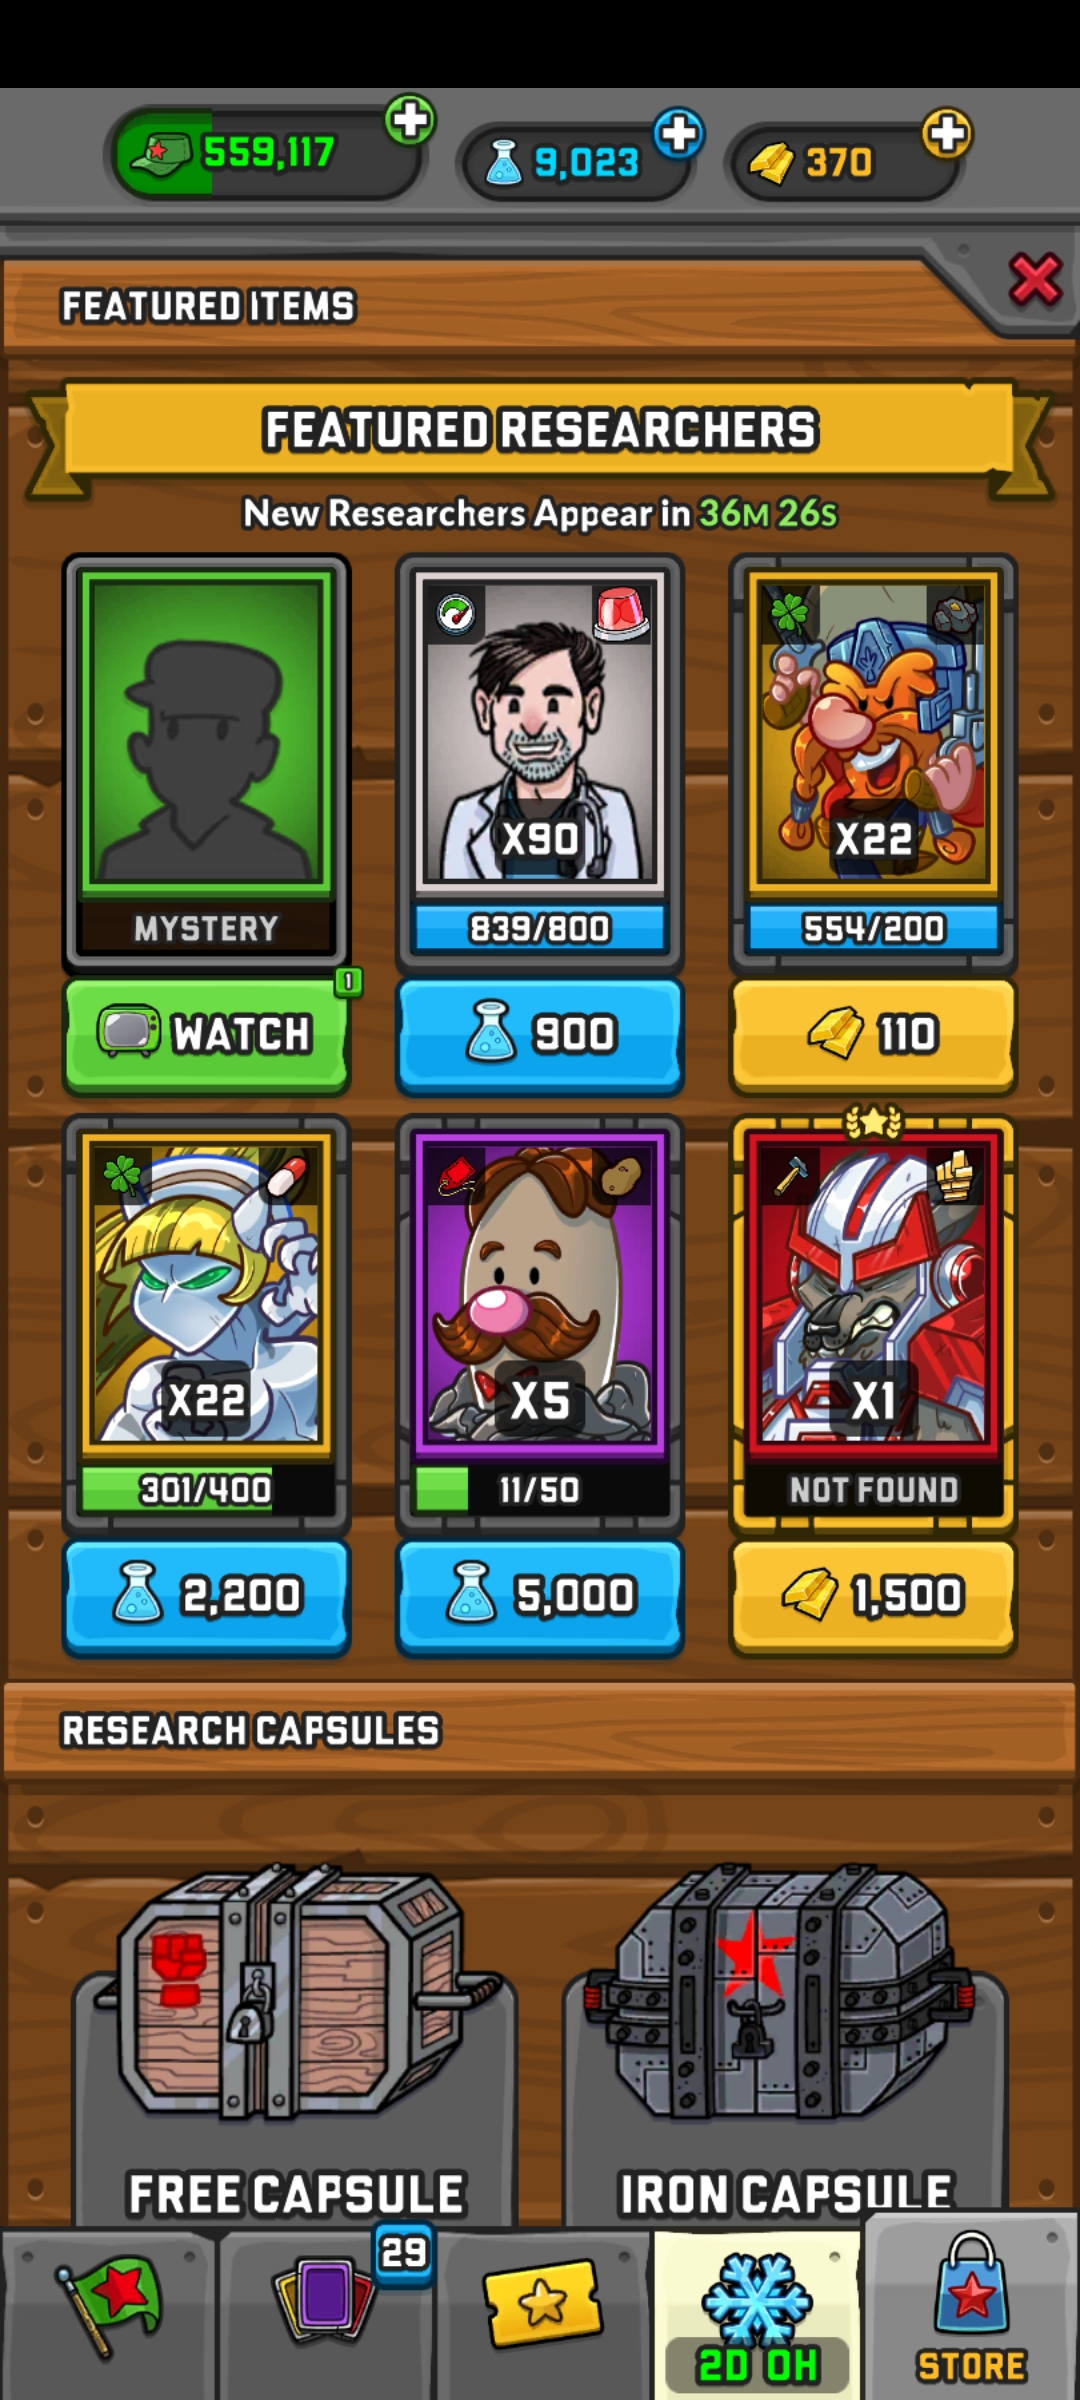 559,117
9,023
370
FEATURED ITEMS
FEATURED RESEARCHERS
New Researchers Appear in 36M 26S
X90
X22
MYSTERY
839/800
554/200
1
WATCH
900
110
X22
X5
X1
301/400
11/50
NOT FOUND
2,200
5,000
1,500
RESEARCH CAPSULES
FREE CAPSULE
IRON CAPSULE
29
2D 0H
STORE